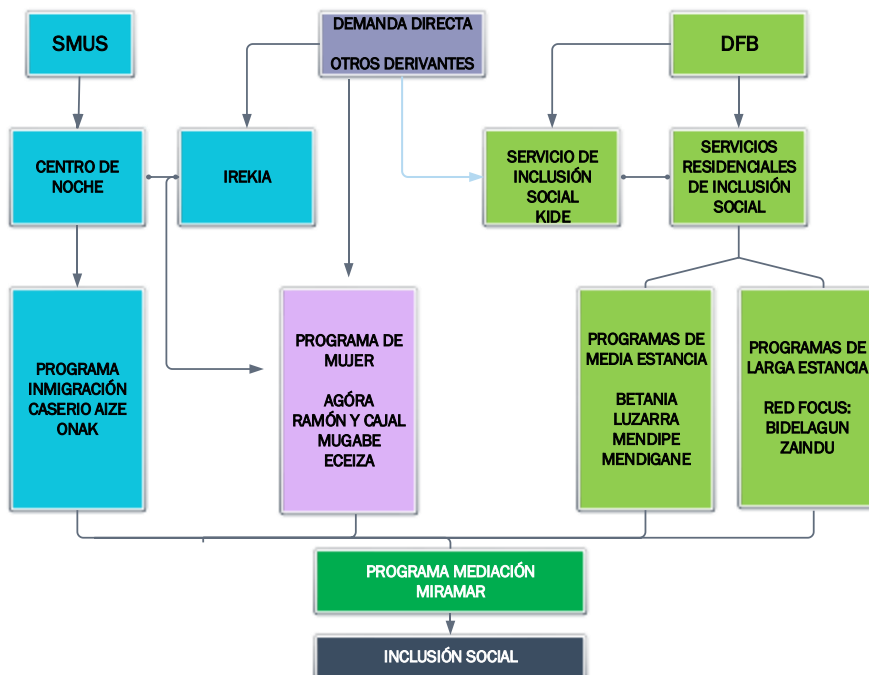 SMUS
DEMANDA DIRECTA
OTROS DERIVANTES
DFB
CENTRO DE
NOCHE
IREKIA
SERVICIO DE
INCLUSIÓN
SOCIAL
KIDE
SERVICIOS
RESIDENCIALES
DE INCLUSIÓN
SOCIAL
PROGRAMA
INMIGRACIÓN
CASERIO AIZE
ONAK
PROGRAMA DE
MUJER
AGÓRA
RAMÓN Y CAJAL
MUGABE
ECEIZA
PROGRAMAS DE
MEDIA ESTANCIA
BETANIA
LUZARRA
MENDIPE
MENDIGANE
PROGRAMAS DE
LARGA ESTANCIA
RED FOCUS:
BIDELAGUN
ZAINDU
PROGRAMA MEDIACIÓN
MIRAMAR
INCLUSIÓN SOCIAL